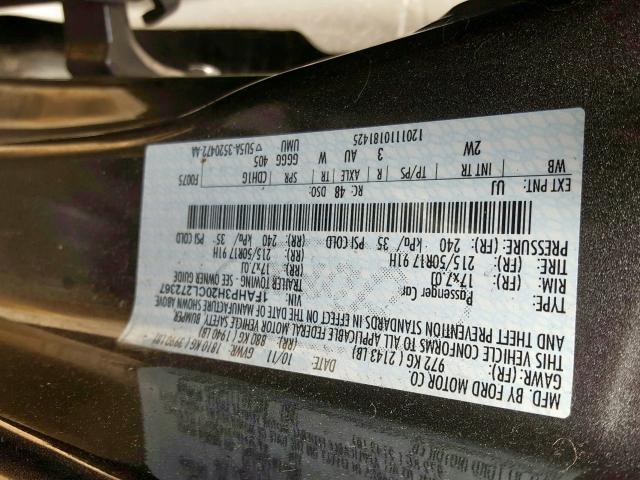 MFD. BY FORD MOTOR CO.
DATE: 10/11 GVWR: 1810 KG ( 3990 LB)
GAWR: (FR) 972 KG ( 2143 LB) (RR) 880 KG ( 1940 LB)
THIS VEHICLE CONFORMS TO ALL APPLICABLE FEDERAL MOTOR VEHICLE SAFETY, BUMPER,
AND THEFT PREVENTION STANDARDS IN EFFECT ON THE DATE OF MANUFACTURE SHOWN ABOVE.
VIN: 1FAHP3H20CL272367
TYPE: Passenger Car
TRAILER TOWING - SEE OWNER GUIDE
RIM: 17x7.0J (RR): 17x7.0J
TIRE: (FR) 215/50R17 91H (RR): 215/50R17 91H
PRESSURE: (FR) 240 kPa/ 35 PSI COLD (RR): 240 kPa/ 35 PSI COLD
EXT PNT: UJ RC: 48 DSO: F0075
WB INT TR TP/PS R AXLE TR SPR CDH1G
2W 3 AU W GGGG 405 UMU
120111018​1425 5U5A-3520472-AA